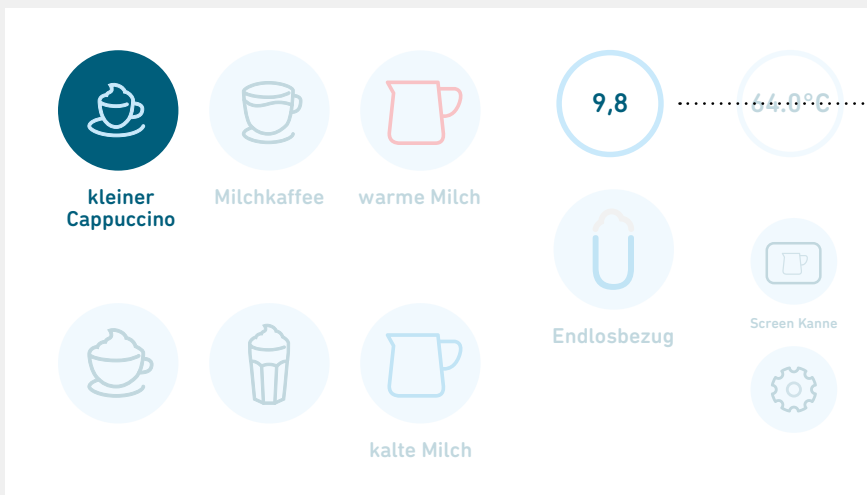 9,8
64.0°C
kleiner
Cappuccino
Milchkaffee
warme Milch
Endlosbezug
Screen Kanne
kalte Milch